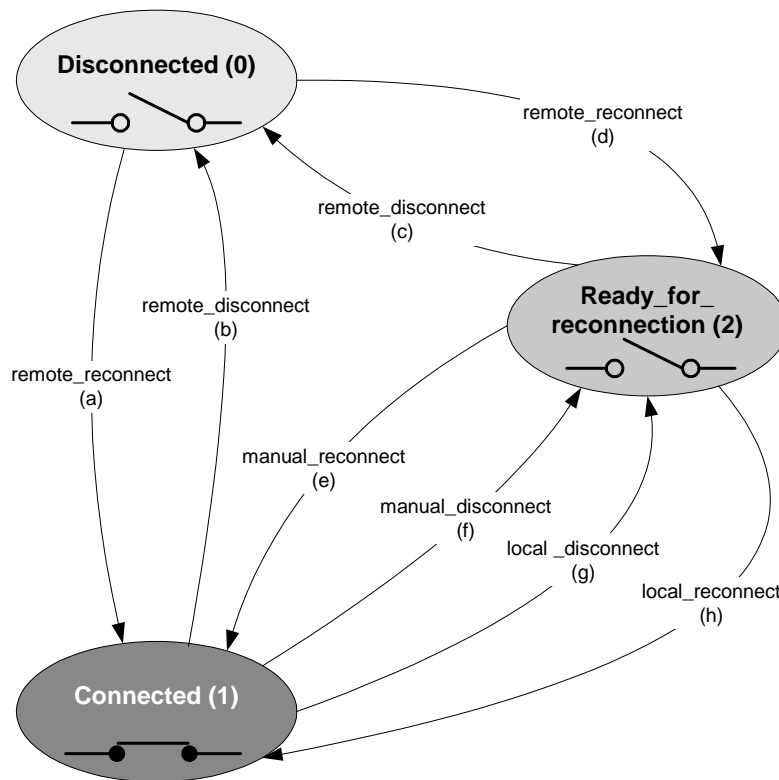 Disconnected (0)
remote_reconnect
(d)
remote_disconnect
(c)
remote_disconnect
(b)
Ready_for_
reconnection (2)
remote_reconnect
(a)
manual_reconnect
(e)
manual_disconnect
(f)
local _disconnect
(g)
local_reconnect
(h)
Connected (1)